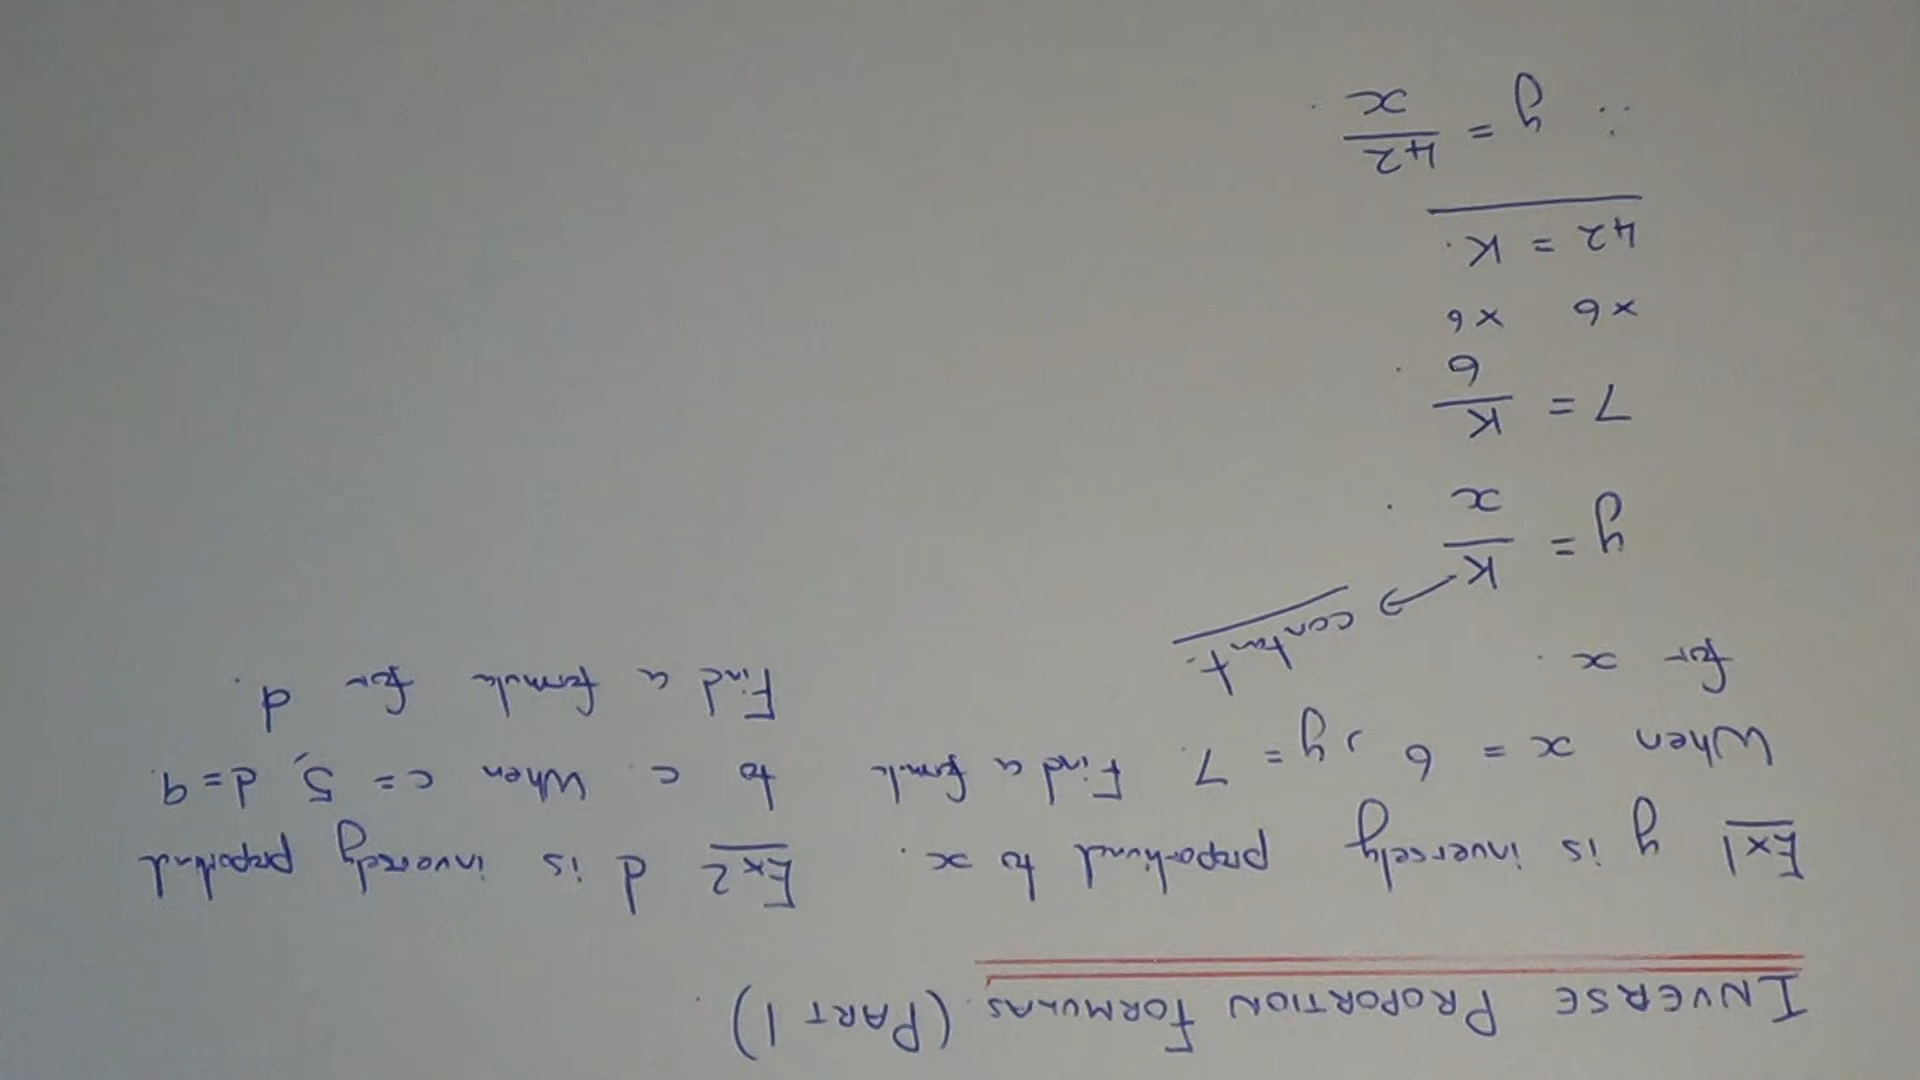 INVERSE PROPORTION FORMULAS (PART 1).
Ex1 y is inversely proportional to x.
When x = 6, y = 7. Find a formula
for x.
y = K/x → contant.
7 = K/6
×6 ×6
42 = K.
∴ y = 42/x
Ex2 d is inversely proportional
to c. When c = 5, d = 9.
Find a formula for d.